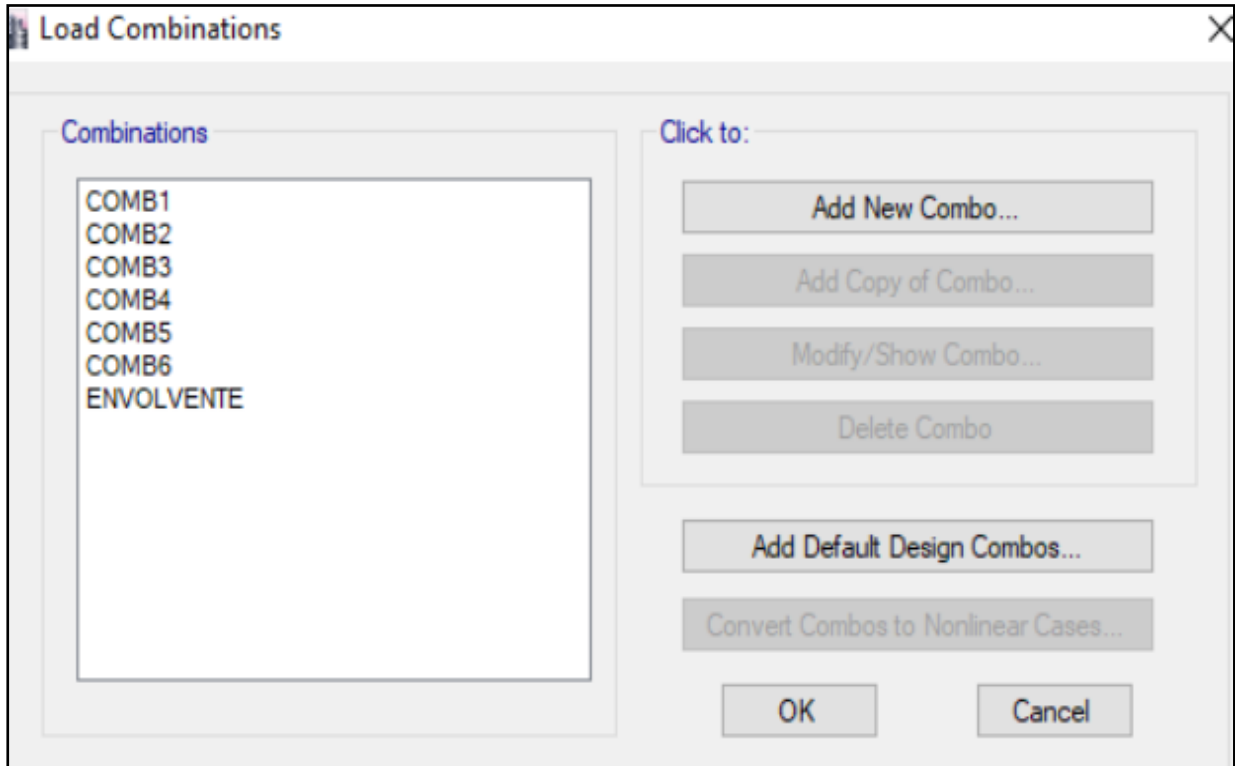 Load Combinations
Combinations
COMB1
COMB2
COMB3
COMB4
COMB5
COMB6
ENVOLVENTE
Click to:
Add New Combo...
Add Copy of Combo...
Modify/Show Combo...
Delete Combo
Add Default Design Combos...
Convert Combos to Nonlinear Cases...
OK
Cancel